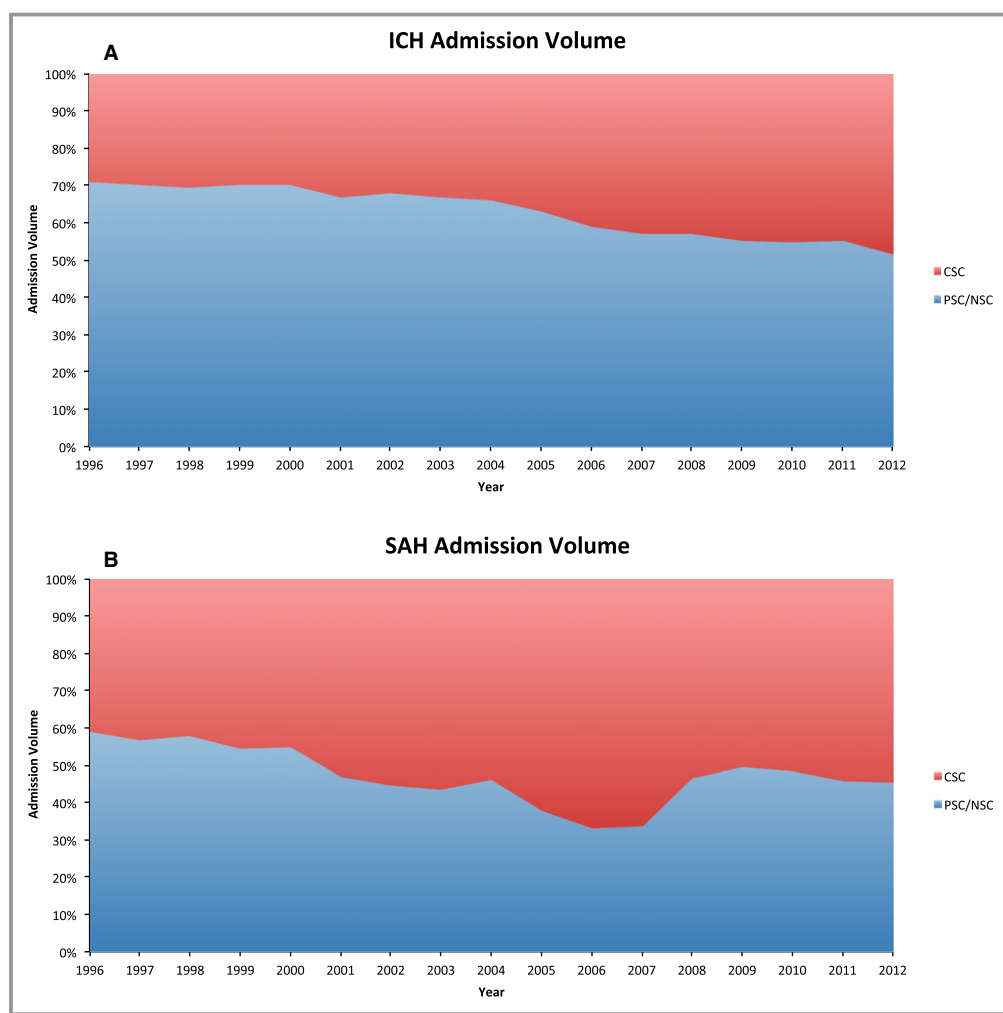 A
ICH Admission Volume
100%
90%
80%
70%
60%
50%
40%
30%
20%
10%
0%
Admission Volume
1996 1997 1998 1999 2000 2001 2002 2003 2004 2005 2006 2007 2008 2009 2010 2011 2012
Year
CSC
PSC/NSC
B
SAH Admission Volume
100%
90%
80%
70%
60%
50%
40%
30%
20%
10%
0%
Admission Volume
1996 1997 1998 1999 2000 2001 2002 2003 2004 2005 2006 2007 2008 2009 2010 2011 2012
Year
CSC
PSC/NSC